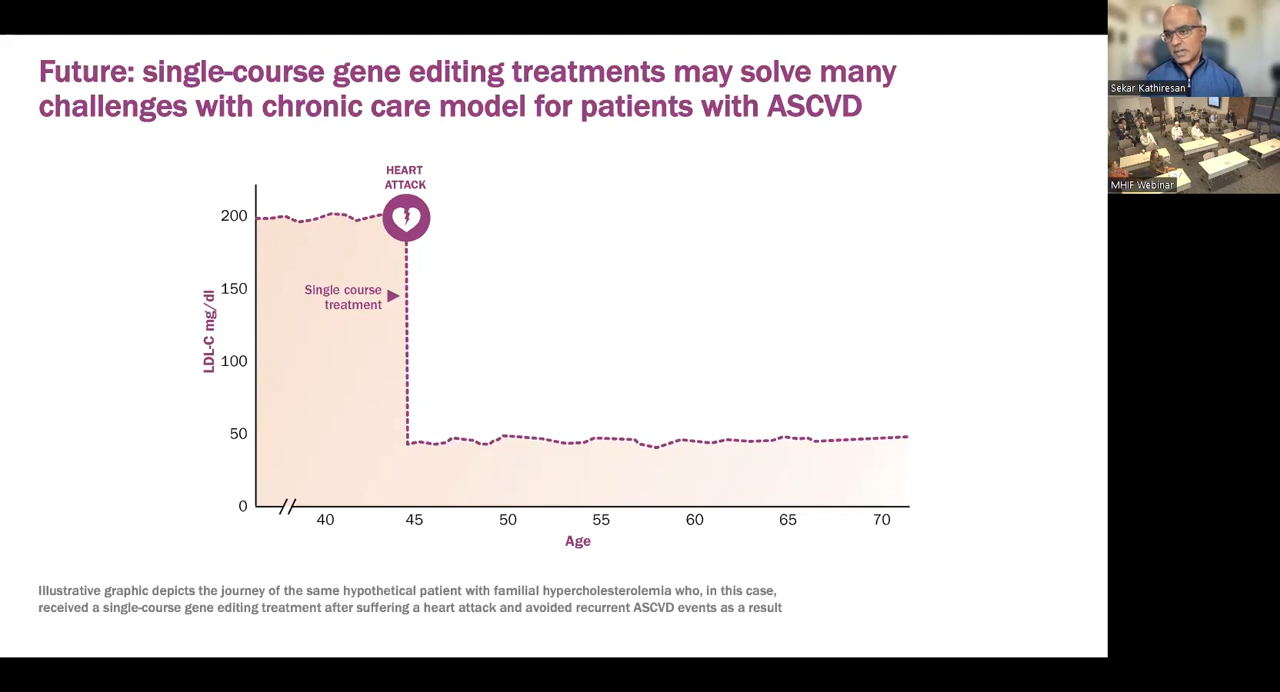 Future: single-course gene editing treatments may solve many
challenges with chronic care model for patients with ASCVD
HEART
ATTACK
200
150
100
50
0
LDL-C mg/dl
Single course
treatment
40 45 50 55 60 65 70
Age
Illustrative graphic depicts the journey of the same hypothetical patient with familial hypercholesterolemia who, in this case,
received a single-course gene editing treatment after suffering a heart attack and avoided recurrent ASCVD events as a result
Sekar Kathiresan
MHIF Webinar